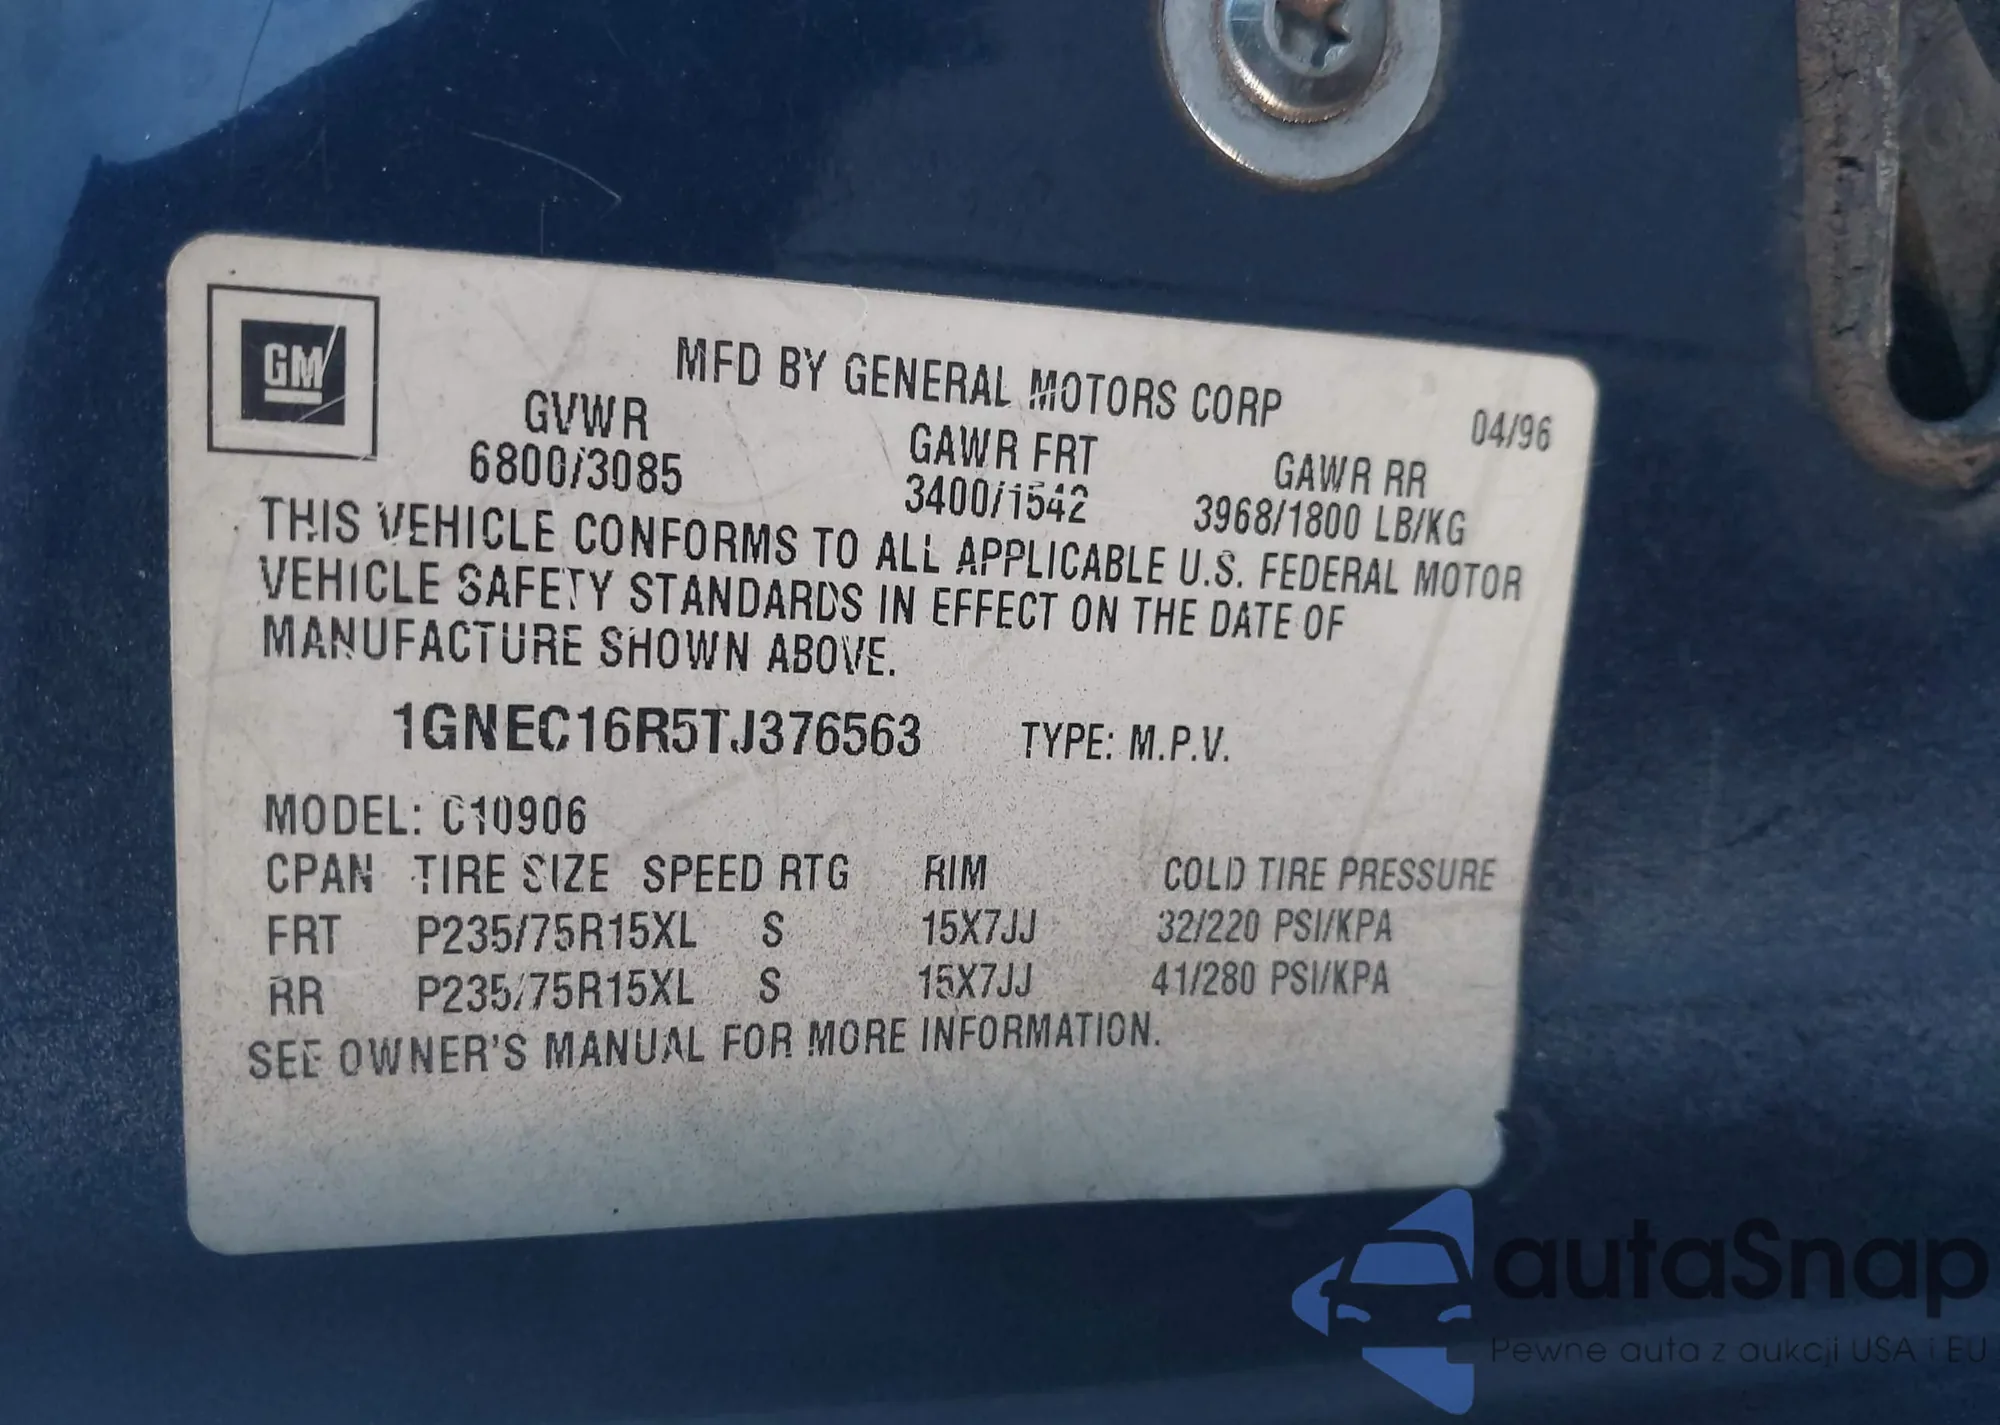 GM
MFD BY GENERAL MOTORS CORP
04/96
GVWR GAWR FRT GAWR RR
6800/3085 3400/1542 3968/1800 LB/KG
THIS VEHICLE CONFORMS TO ALL APPLICABLE U.S. FEDERAL MOTOR
VEHICLE SAFETY STANDARDS IN EFFECT ON THE DATE OF
MANUFACTURE SHOWN ABOVE.
1GNEC16R5TJ376563 TYPE: M.P.V.
MODEL: C10906
CPAN TIRE SIZE SPEED RTG RIM COLD TIRE PRESSURE
FRT P235/75R15XL S 15X7JJ 32/220 PSI/KPA
RR P235/75R15XL S 15X7JJ 41/280 PSI/KPA
SEE OWNER'S MANUAL FOR MORE INFORMATION.
autaSnap
Pewne auta z aukcji USA i EU